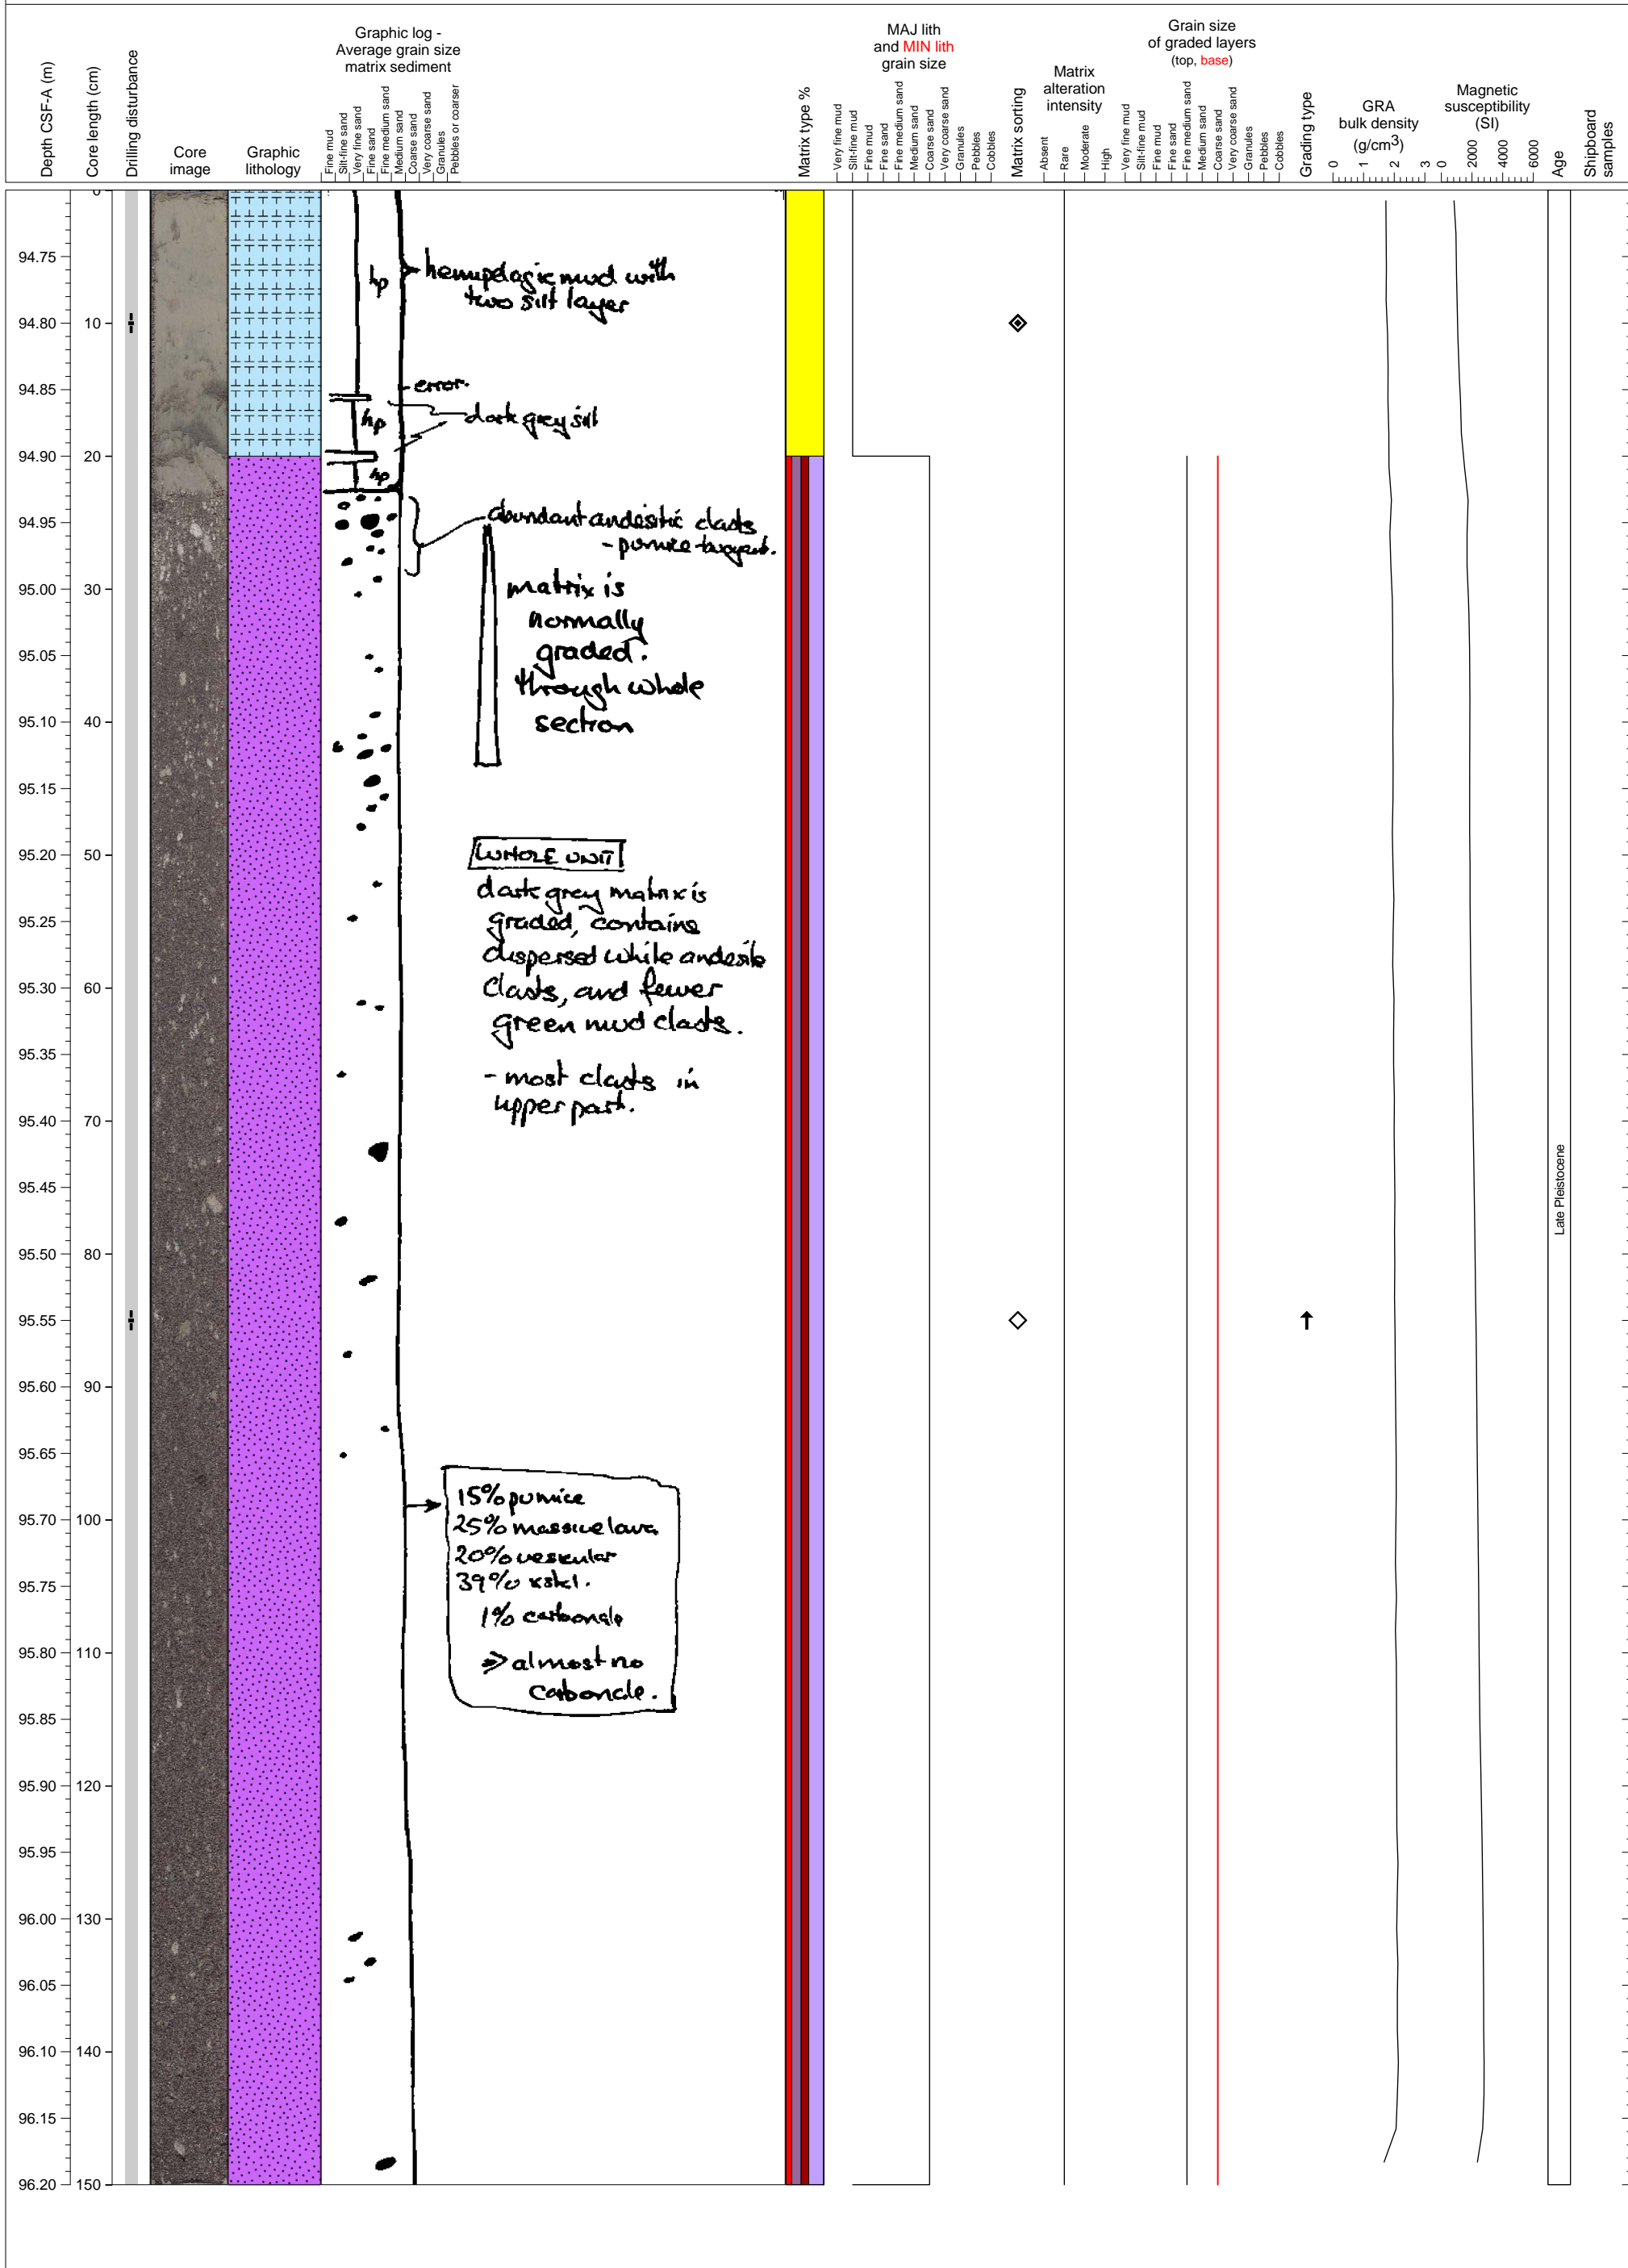 Depth CSF-A (m)
Core length (cm)
Drilling disturbance
Core
image
Graphic
lithology
Graphic log -
Average grain size
matrix sediment
Fine mud
Silt-fine sand
Very fine sand
Fine sand
Fine medium sand
Medium sand
Coarse sand
Very coarse sand
Granules
Pebbles or coarser
Matrix type %
MAJ lith
and MIN lith
grain size
Very fine mud
Silt-fine mud
Fine mud
Fine sand
Fine medium sand
Medium sand
Coarse sand
Very coarse sand
Granules
Pebbles
Cobbles
Matrix sorting
Matrix
alteration
intensity
Absent
Rare
Moderate
High
Grain size
of graded layers
(top, base)
Very fine mud
Silt-fine mud
Fine mud
Fine sand
Fine medium sand
Medium sand
Coarse sand
Very coarse sand
Granules
Pebbles
Cobbles
Grading type
GRA
bulk density
(g/cm3)
0 1 2 3
Magnetic
susceptibility
(SI)
0 2000 4000 6000
Age
Shipboard
samples
0
94.75
94.80 10
94.85
94.90 20
94.95
95.00 30
95.05
95.10 40
95.15
95.20 50
95.25
95.30 60
95.35
95.40 70
95.45
95.50 80
95.55
95.60 90
95.65
95.70 100
95.75
95.80 110
95.85
95.90 120
95.95
96.00 130
96.05
96.10 140
96.15
96.20 150
hp
hemipelagic mud with
two silt layer
error.
hp
dark grey silt
hp
abundant andesitic clasts
- pumice
matrix is
normally
graded.
through whole
section
WHOLE UNIT
dark grey matrix is
graded, contains
dispersed white andesite
clasts, and fewer
green mud clasts.
- most clasts in
upper part.
15% pumice
25% massive lava
20% vesicular
39% xstl.
1% carbonate
=> almost no
carbonate.
Late Pleistocene